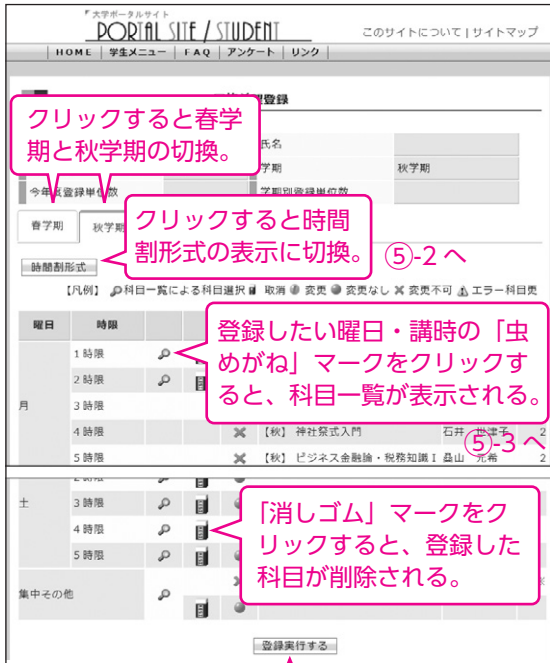 「大学ポータルサイト
PORTAL SITE / STUDENT
このサイトについて | サイトマップ
| HOME | 学生メニュー | FAQ | アンケート | リンク |
登録
クリックすると春学
期と秋学期の切換。
氏名
学期 秋学期
今年度登録単位数 学期別登録単位数
春学期 秋学期
クリックすると時間
割形式の表示に切換。
⑤-2 へ
時間割形式
【凡例】 科目一覧による科目選択 取消 変更 変更なし 変更不可 エラー科目更
曜日 時限
登録したい曜日・講時の「虫
めがね」マークをクリックす
ると、科目一覧が表示される。
⑤-3 へ
月
1 時限
2 時限
3 時限
4 時限 【秋】 神社祭式入門 石井 世津子 2
5 時限 【秋】 ビジネス金融論・税務知識Ⅰ 畠山 元希 2
土
2 時限
3 時限
4 時限
5 時限
「消しゴム」マークをク
リックすると、登録した
科目が削除される。
集中その他
登録実行する